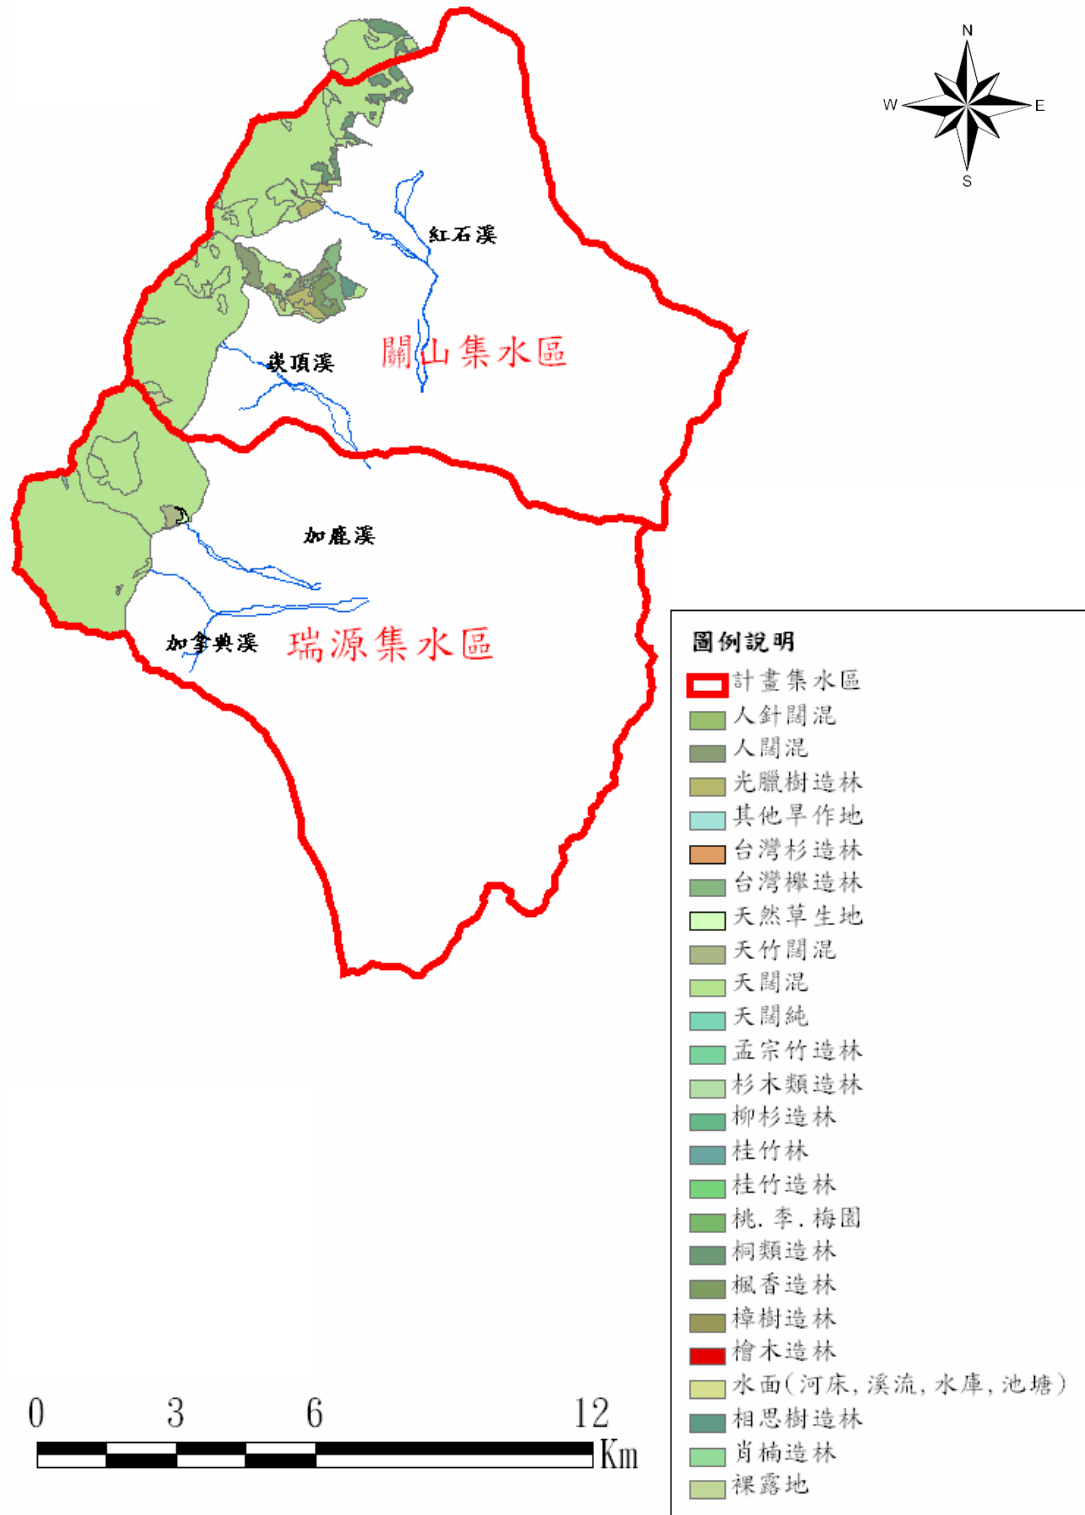 N
W
E
S
紅石溪
關山集水區
崁頂溪
加鹿溪
加拿典溪
瑞源集水區
圖例說明
計畫集水區
人針闊混
人闊混
光臘樹造林
其他旱作地
台灣杉造林
台灣櫸造林
天然草生地
天竹闊混
天闊混
天闊純
孟宗竹造林
杉木類造林
柳杉造林
桂竹林
桂竹造林
桃.李.梅園
桐類造林
楓香造林
樟樹造林
檜木造林
水面(河床,溪流,水庫,池塘)
相思樹造林
肖楠造林
裸露地
0 3 6 12
Km